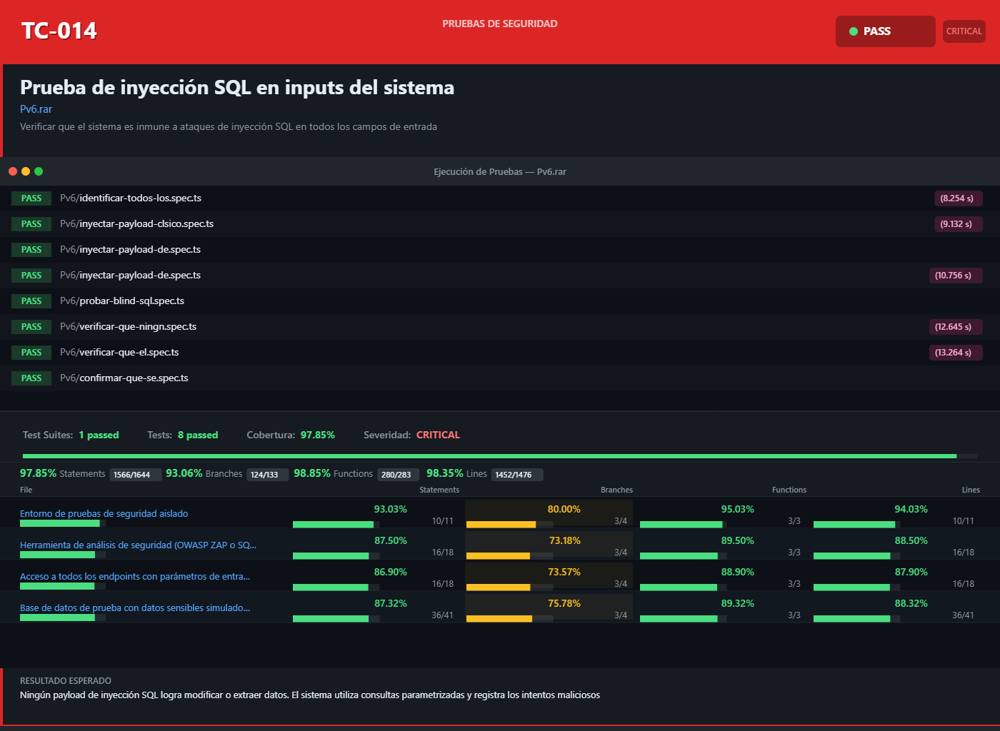 TC-014
PRUEBAS DE SEGURIDAD
PASS
CRITICAL
Prueba de inyección SQL en inputs del sistema
Pv6.rar
Verificar que el sistema es inmune a ataques de inyección SQL en todos los campos de entrada
Ejecución de Pruebas — Pv6.rar
PASS Pv6/identificar-todos-los.spec.ts (8.254 s)
PASS Pv6/inyectar-payload-clsico.spec.ts (9.132 s)
PASS Pv6/inyectar-payload-de.spec.ts
PASS Pv6/inyectar-payload-de.spec.ts (10.756 s)
PASS Pv6/probar-blind-sql.spec.ts
PASS Pv6/verificar-que-ningn.spec.ts (12.645 s)
PASS Pv6/verificar-que-el.spec.ts (13.264 s)
PASS Pv6/confirmar-que-se.spec.ts
Test Suites: 1 passed Tests: 8 passed Cobertura: 97.85% Severidad: CRITICAL
97.85% Statements 1566/1644 93.06% Branches 124/133 98.85% Functions 280/283 98.35% Lines 1452/1476
File Statements Branches Functions Lines
Entorno de pruebas de seguridad aislado 93.03% 10/11 80.00% 3/4 95.03% 3/3 94.03% 10/11
Herramienta de análisis de seguridad (OWASP ZAP o SQ... 87.50% 16/18 73.18% 3/4 89.50% 3/3 88.50% 16/18
Acceso a todos los endpoints con parámetros de entra... 86.90% 16/18 73.57% 3/4 88.90% 3/3 87.90% 16/18
Base de datos de prueba con datos sensibles simulado... 87.32% 36/41 75.78% 3/4 89.32% 3/3 88.32% 36/41
RESULTADO ESPERADO
Ningún payload de inyección SQL logra modificar o extraer datos. El sistema utiliza consultas parametrizadas y registra los intentos maliciosos